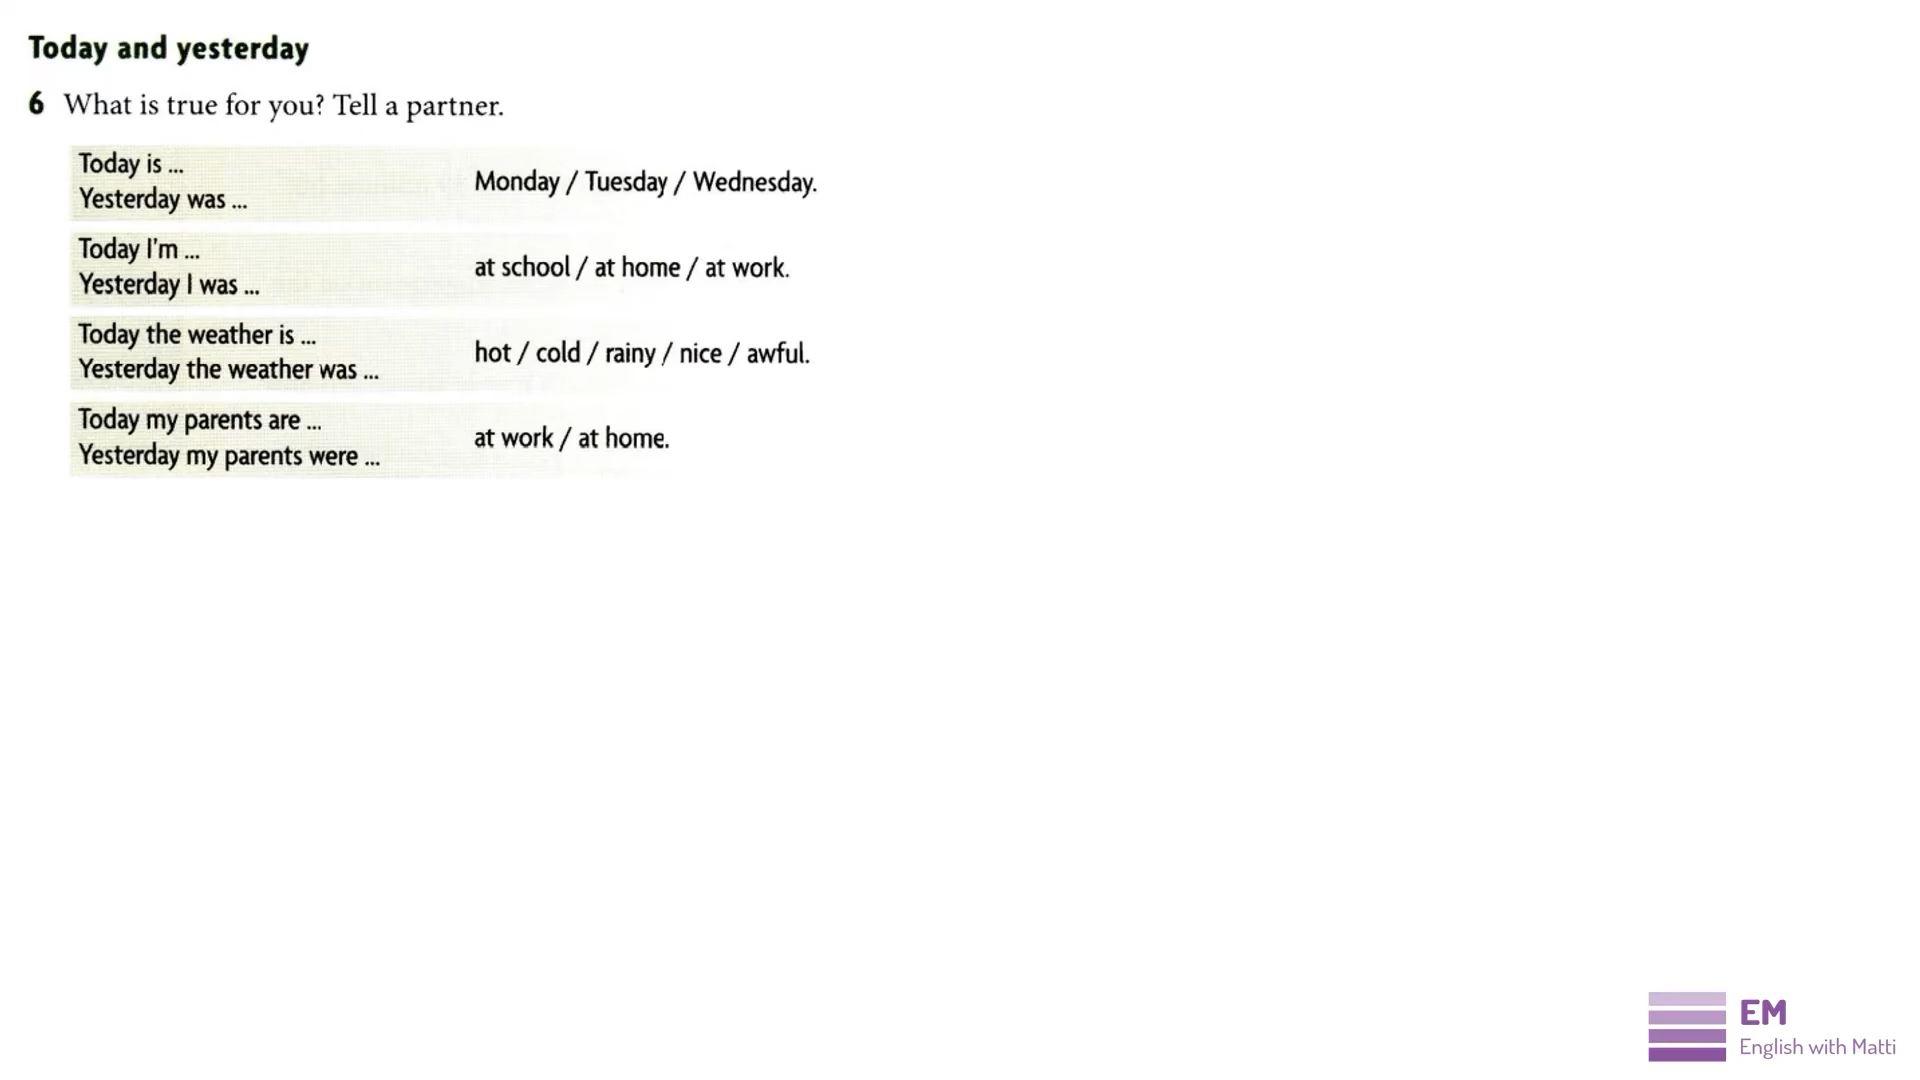 Today and yesterday
6 What is true for you? Tell a partner.
Today is ...
Yesterday was ...
Monday / Tuesday / Wednesday.
Today I'm ...
Yesterday I was ...
at school / at home / at work.
Today the weather is ...
Yesterday the weather was ...
hot / cold / rainy / nice / awful.
Today my parents are ...
Yesterday my parents were ...
at work / at home.
EM
English with Matti